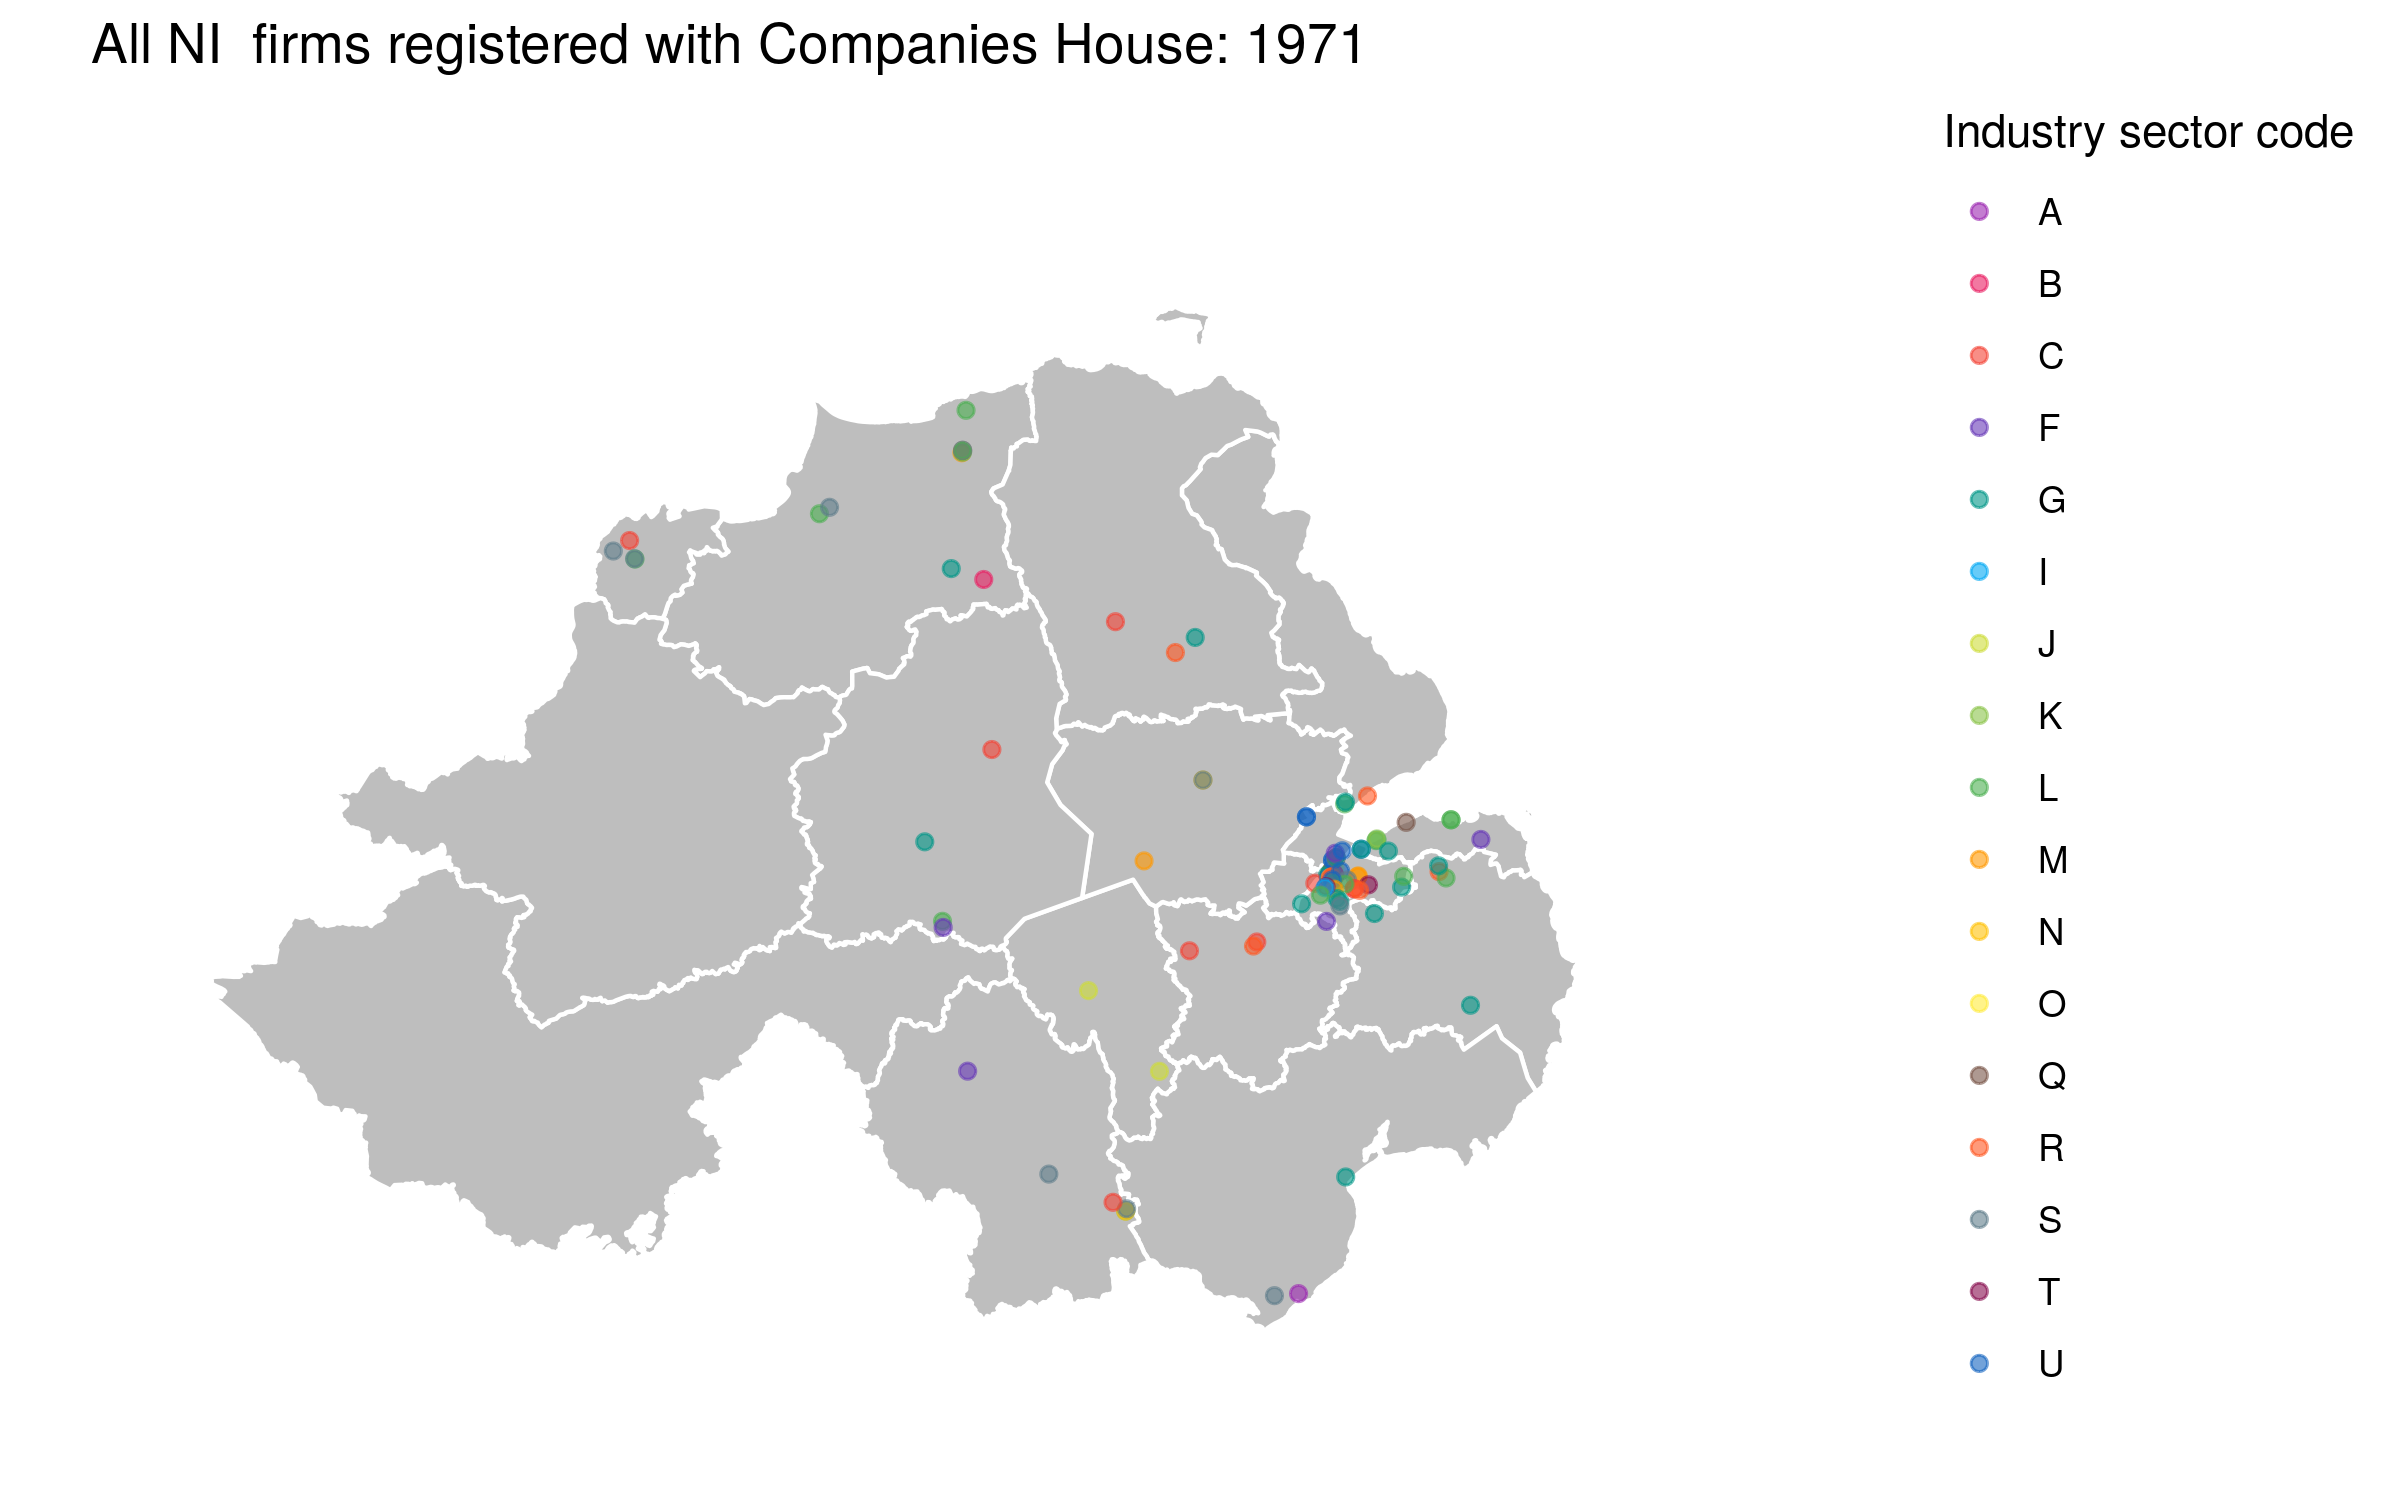 All NI  firms registered with Companies House: 1971
Industry sector code
A
B
C
F
G
I
J
K
L
M
N
O
Q
R
S
T
U